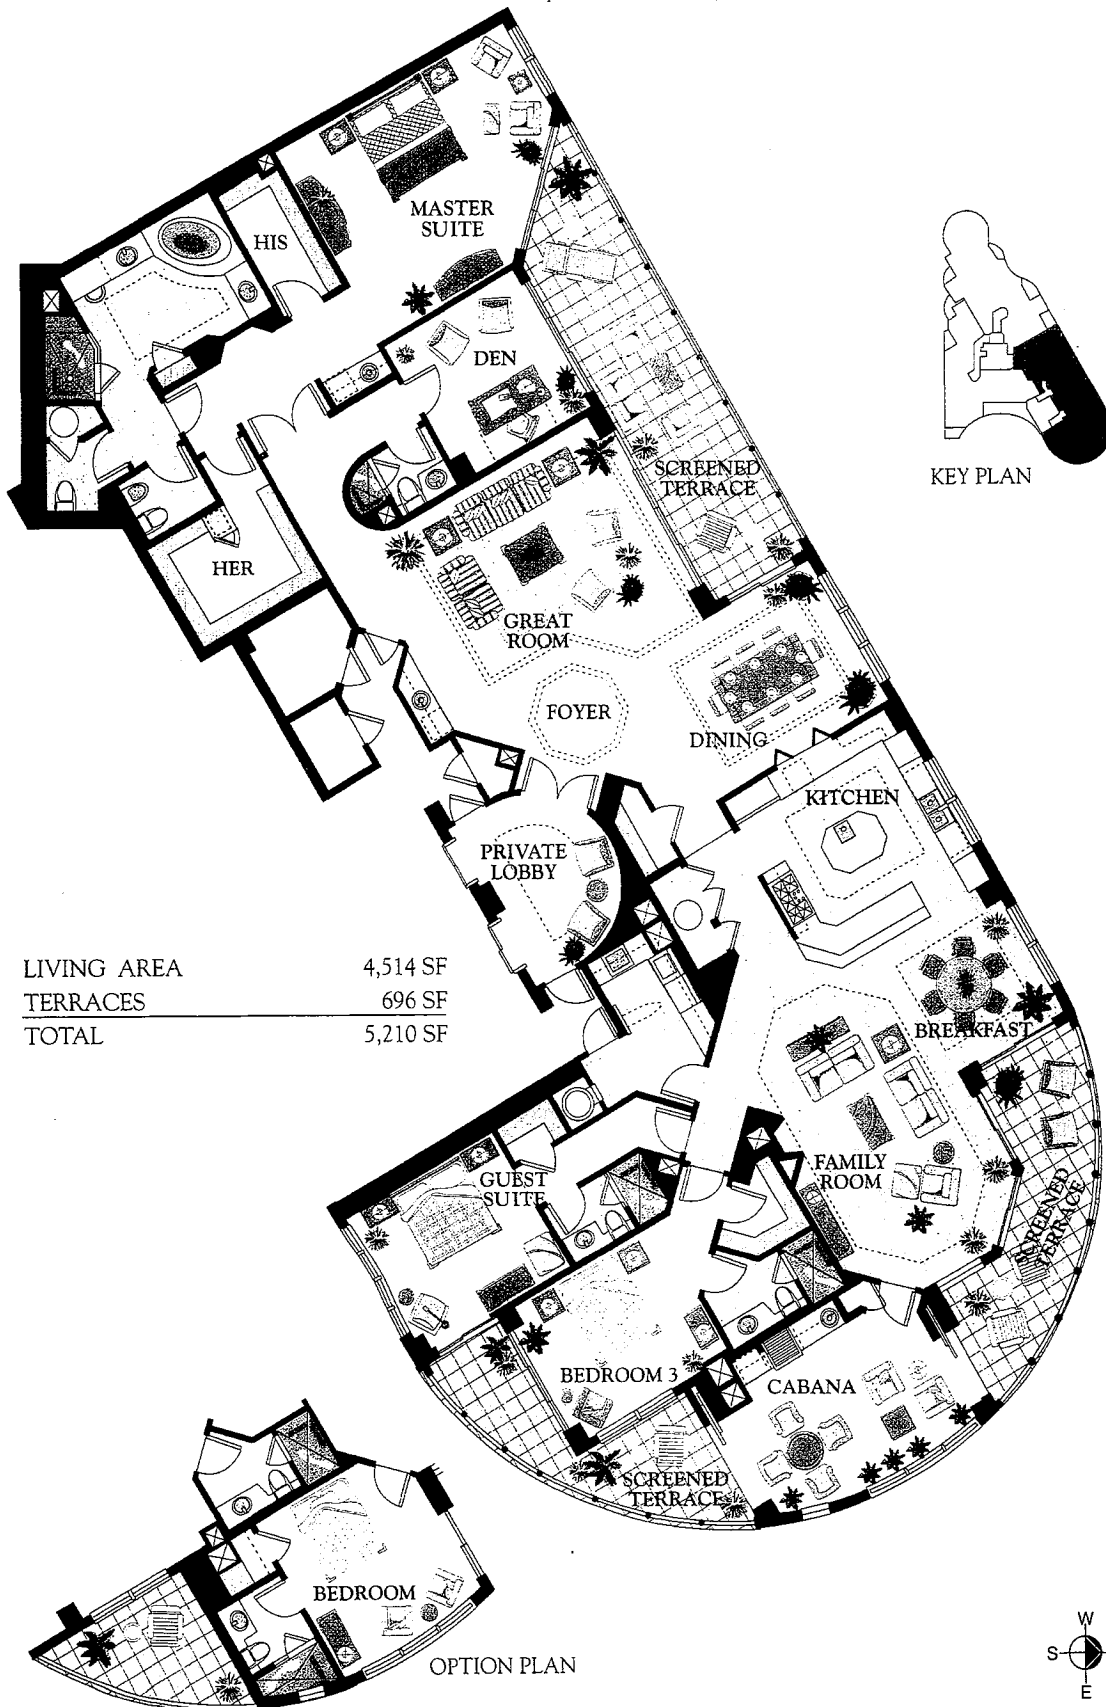 MASTER
SUITE
HIS
DEN
SCREENED
TERRACE
KEY PLAN
HER
GREAT
ROOM
FOYER
DINING
KITCHEN
PRIVATE
LOBBY
LIVING AREA 4,514 SF
TERRACES 696 SF
TOTAL 5,210 SF
BREAKFAST
FAMILY
ROOM
GUEST
SUITE
SCREENED
TERRACE
BEDROOM 3
CABANA
SCREENED
TERRACE
BEDROOM
OPTION PLAN
W
S
E